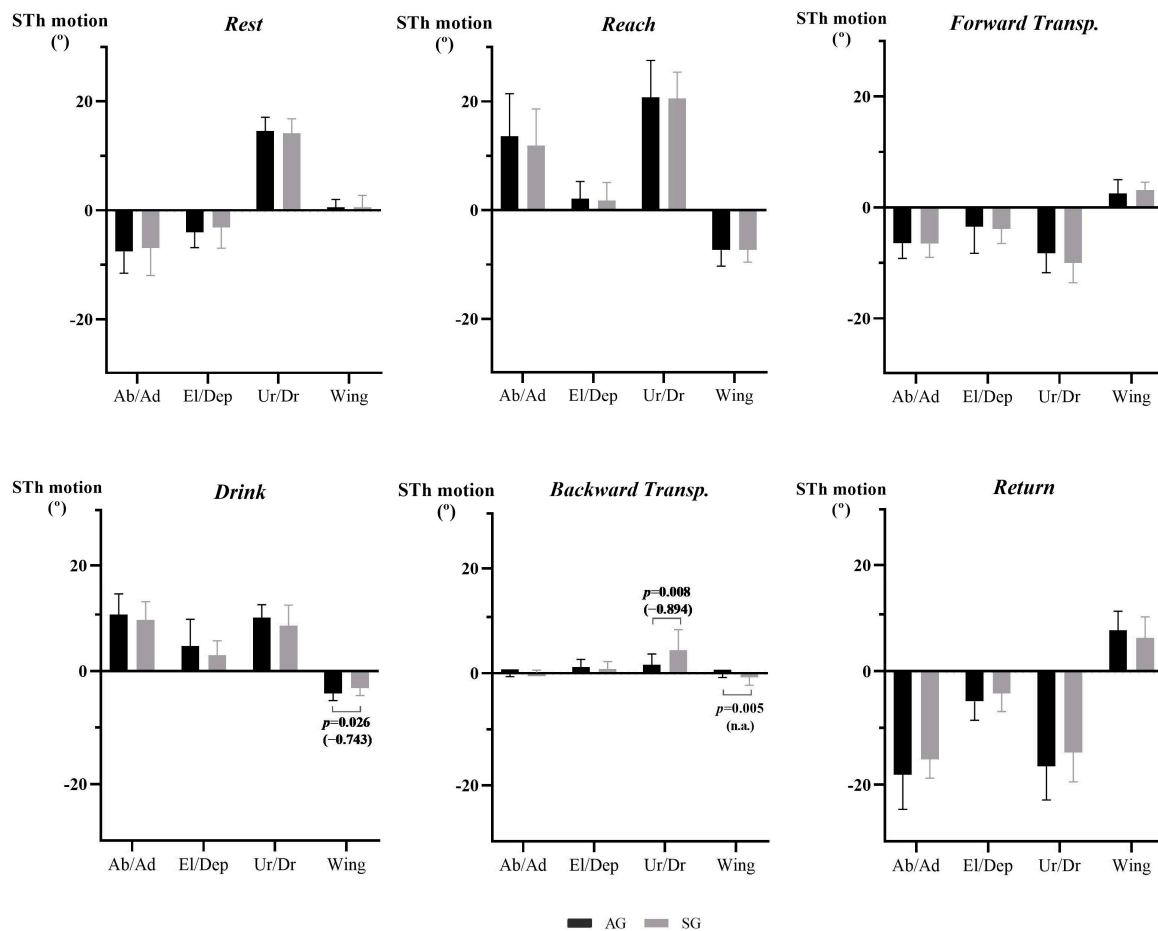 STh motion
(º)
Rest
20
0
-20
Ab/Ad El/Dep Ur/Dr Wing
STh motion
(º)
Reach
20
0
-20
Ab/Ad El/Dep Ur/Dr Wing
STh motion
(º)
Forward Transp.
20
0
-20
Ab/Ad El/Dep Ur/Dr Wing
STh motion
(º)
Drink
20
0
-20
p=0.026
(−0.743)
Ab/Ad El/Dep Ur/Dr Wing
STh motion
(º)
Backward Transp.
20
0
-20
p=0.008
(−0.894)
p=0.005
(n.a.)
Ab/Ad El/Dep Ur/Dr Wing
STh motion
(º)
Return
20
0
-20
Ab/Ad El/Dep Ur/Dr Wing
AG SG